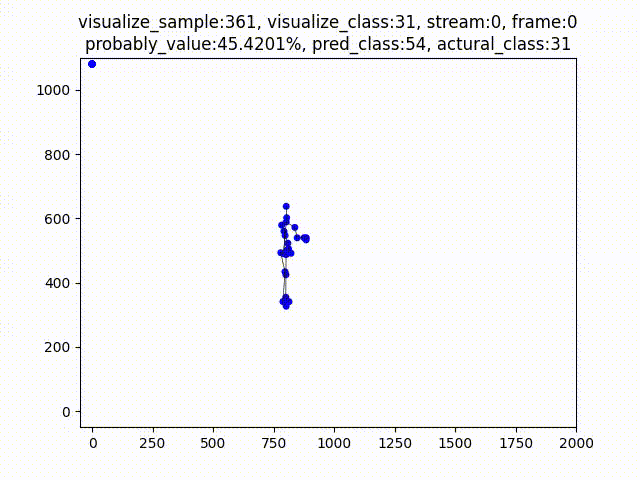 visualize_sample:361, visualize_class:31, stream:0, frame:0
probably_value:45.4201%, pred_class:54, actural_class:31
1000
800
600
400
200
0
0 250 500 750 1000 1250 1500 1750 2000